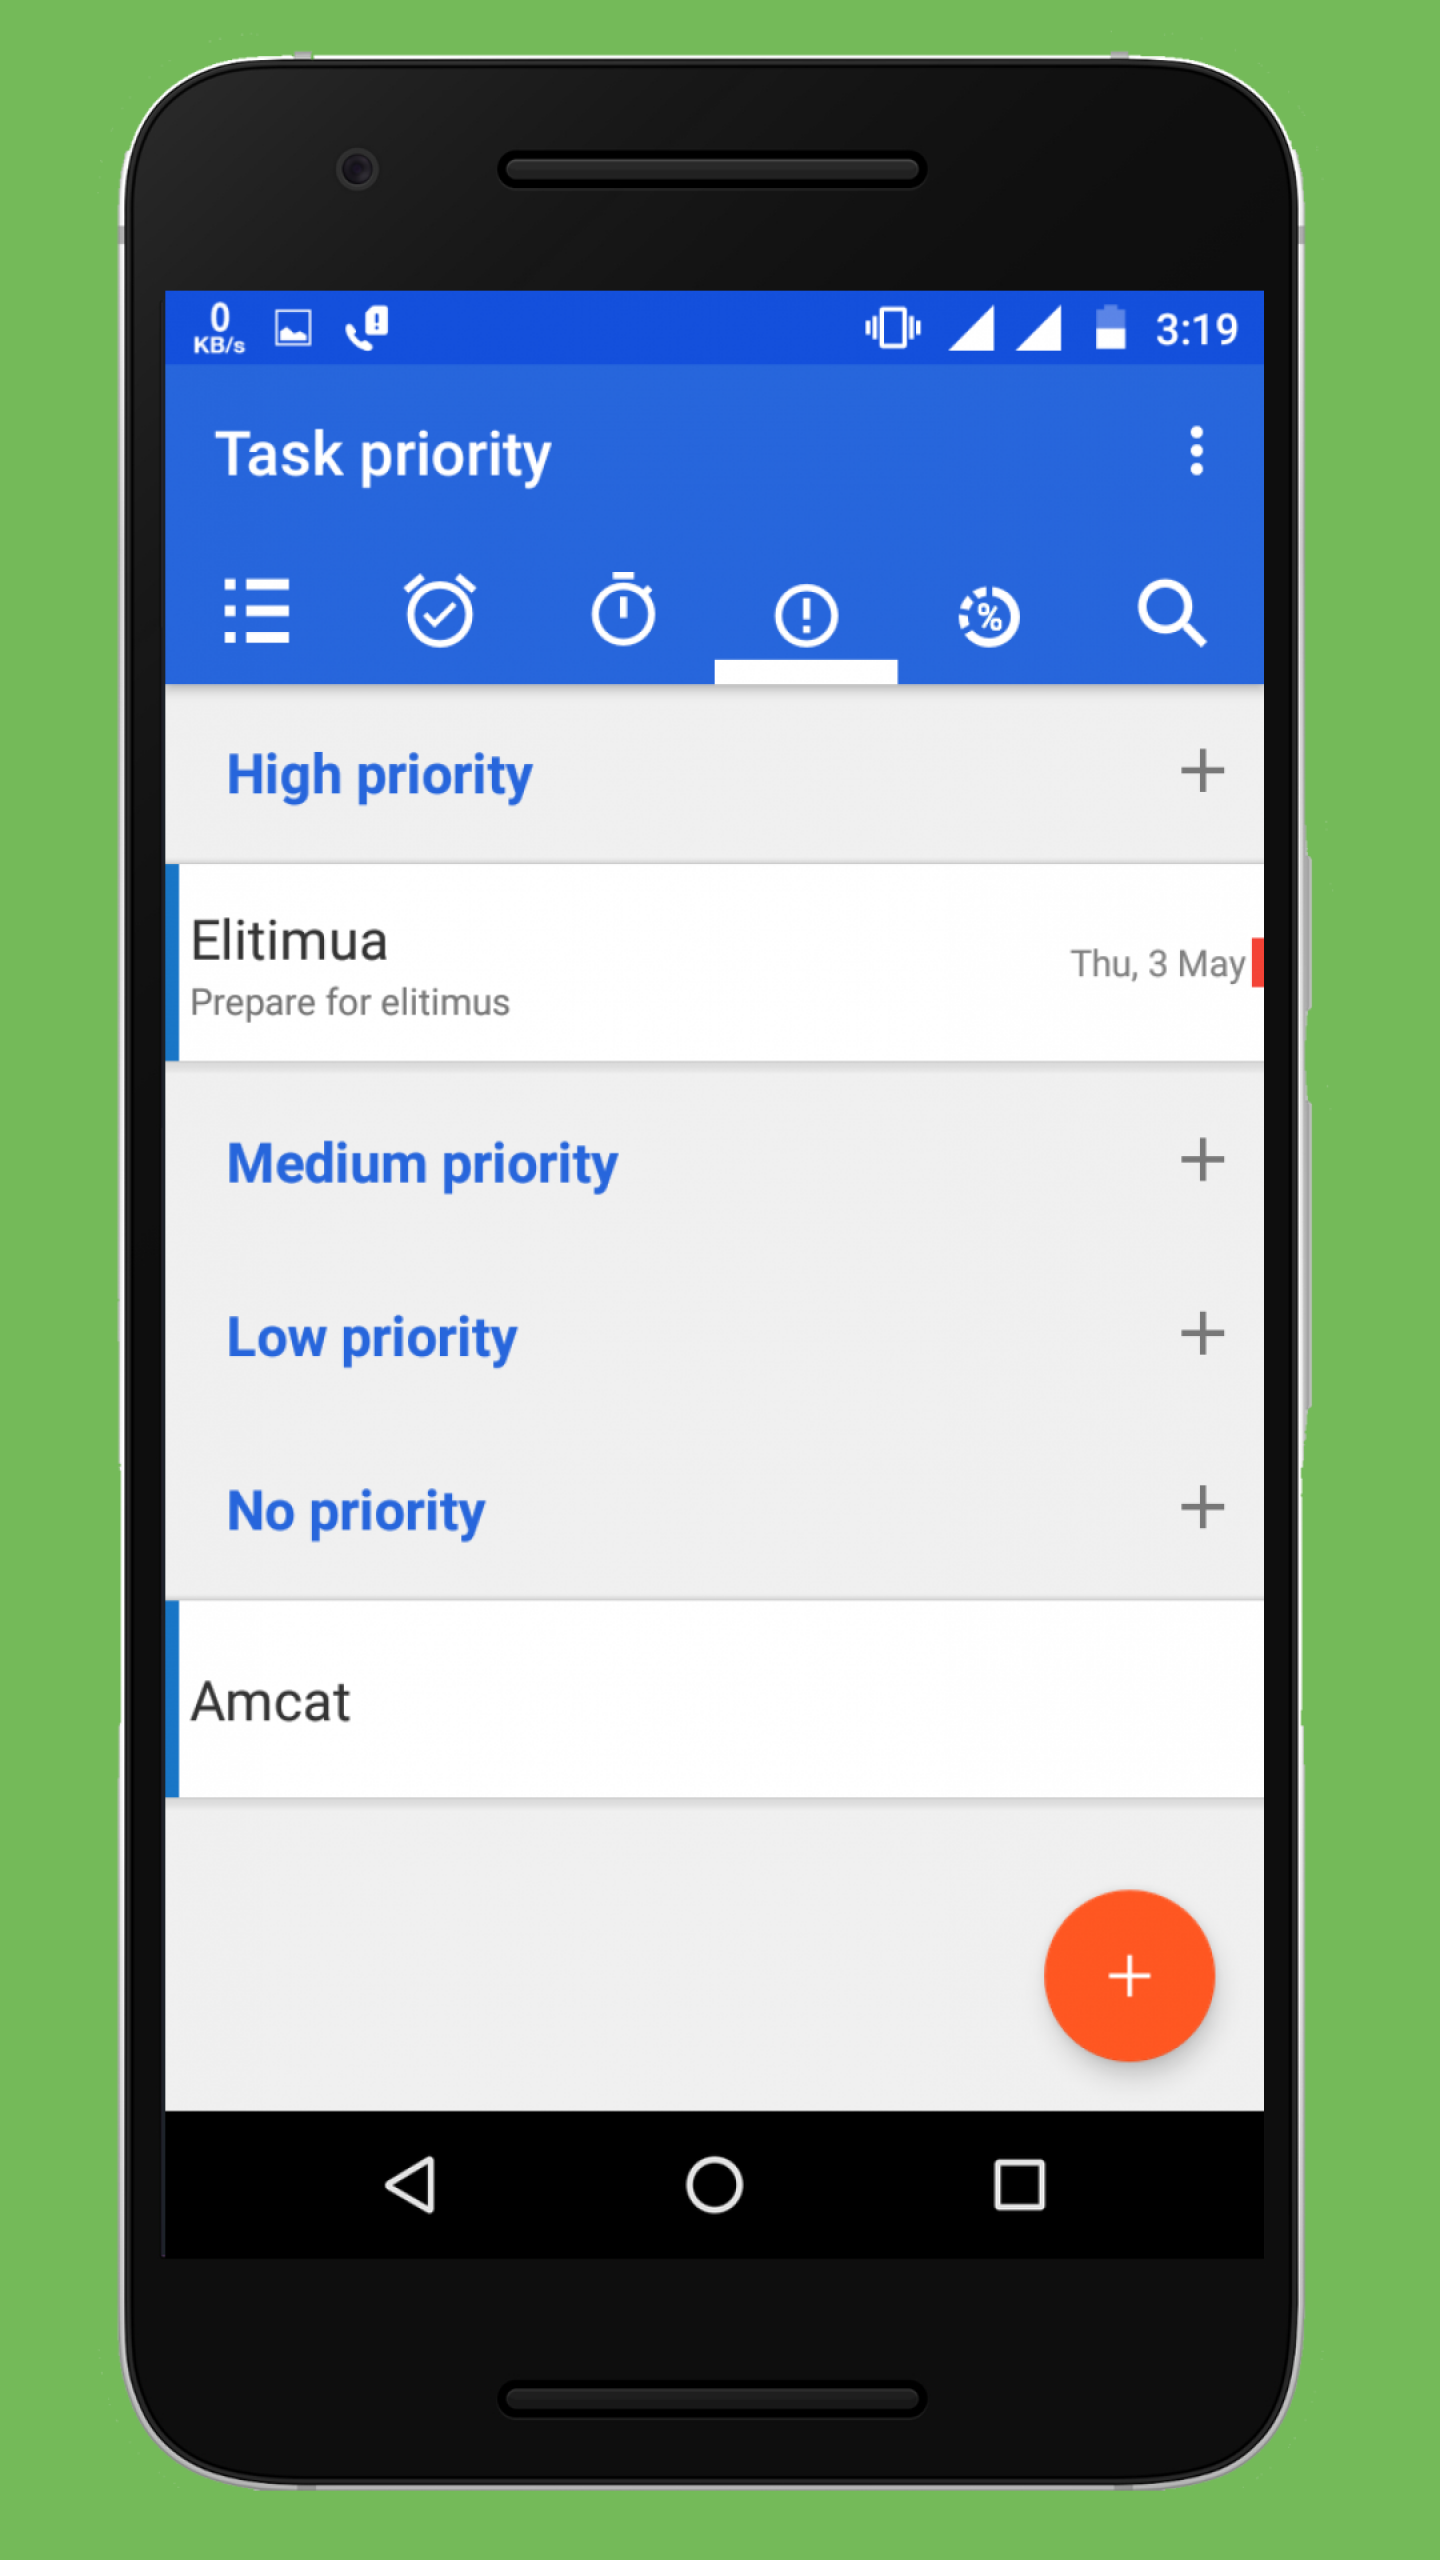 0
KB/s
3:19
Task priority
%
High priority
Elitimua
Thu, 3 May
Prepare for elitimus
Medium priority
Low priority
No priority
Amcat